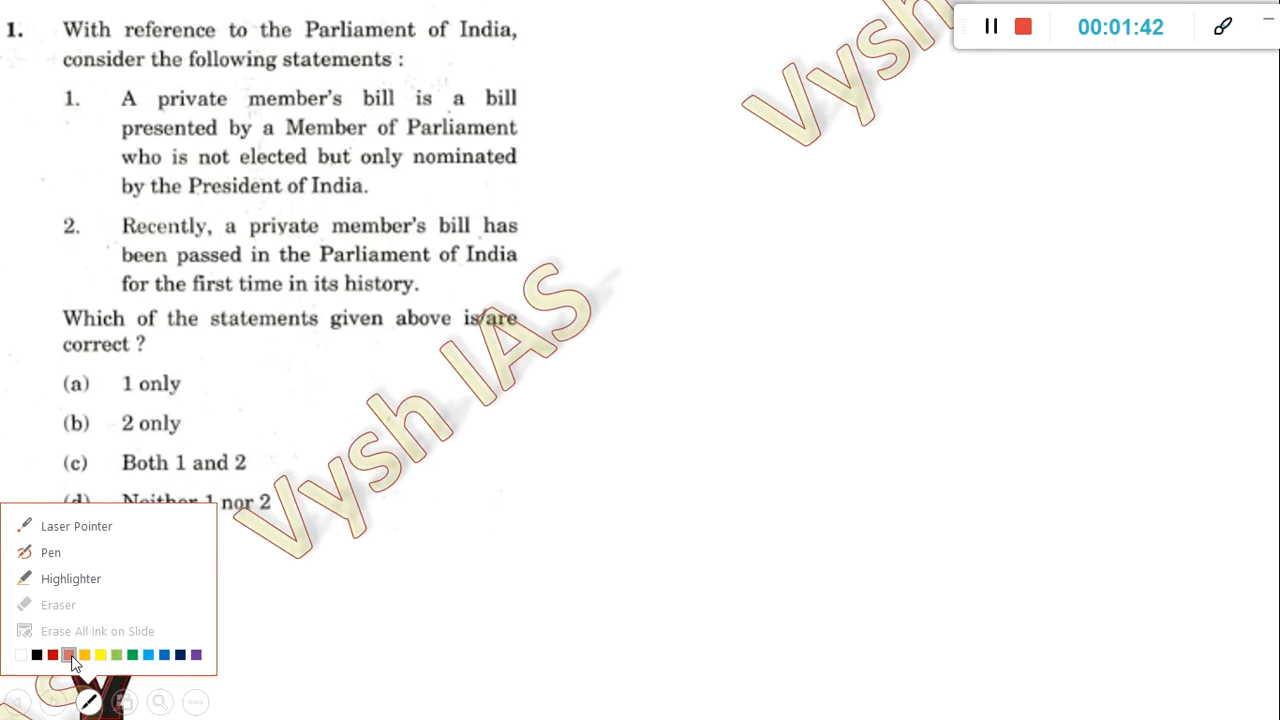 1. With reference to the Parliament of India,
consider the following statements :
1. A private member's bill is a bill
presented by a Member of Parliament
who is not elected but only nominated
by the President of India.
2. Recently, a private member's bill has
been passed in the Parliament of India
for the first time in its history.
Which of the statements given above is/are
correct ?
(a) 1 only
(b) 2 only
(c) Both 1 and 2
(d) Neither 1 nor 2
Laser Pointer
Pen
Highlighter
Eraser
Erase All Ink on Slide
00:01:42
Vysh
Vysh IAS